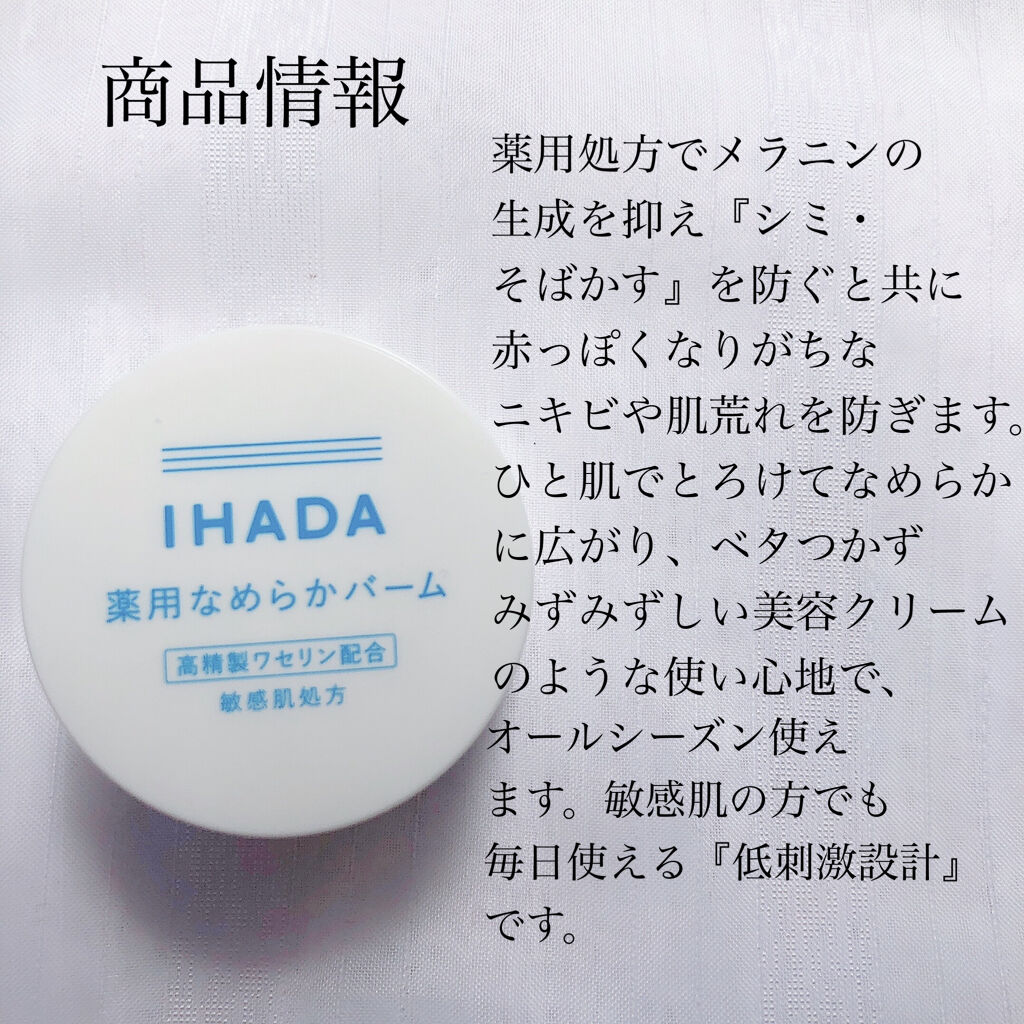 商品情報
薬用処方でメラニンの
生成を抑え『シミ・
そばかす』を防ぐと共に
赤っぽくなりがちな
ニキビや肌荒れを防ぎます。
ひと肌でとろけてなめらか
に広がり、ベタつかず
みずみずしい美容クリーム
のような使い心地で、
オールシーズン使え
ます。敏感肌の方でも
毎日使える『低刺激設計』
です。
IHADA
薬用なめらかバーム
高精製ワセリン配合
敏感肌処方